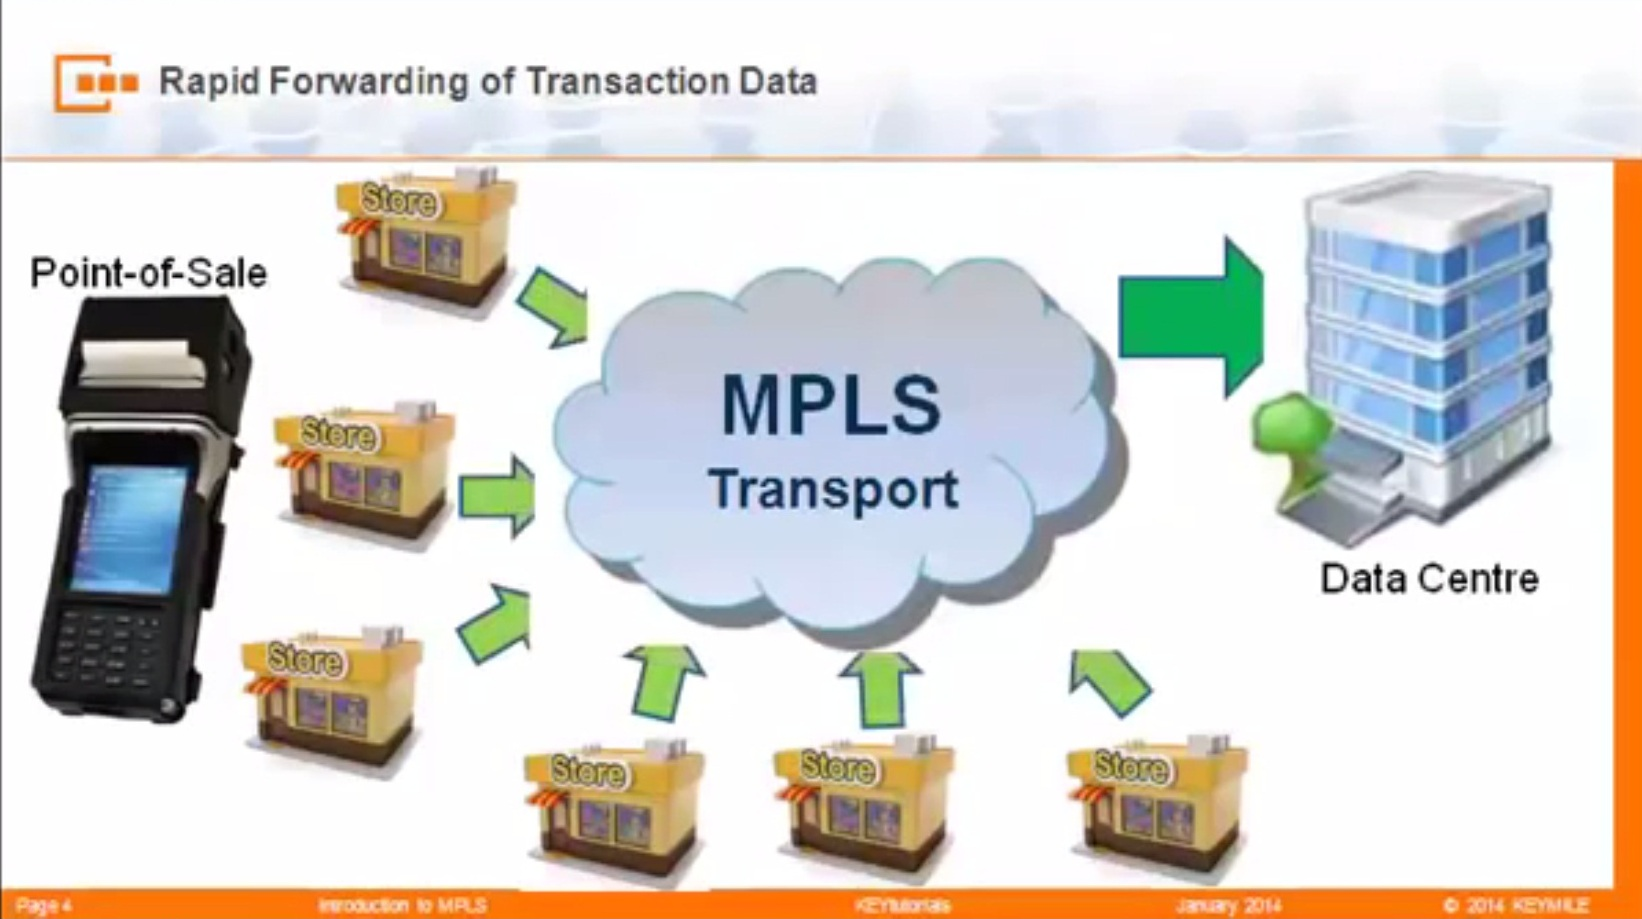 Rapid Forwarding of Transaction Data
Store
Point-of-Sale
MPLS
Transport
Store
Data Centre
Store
Store
Store
Store
Page 4
Introduction to MPLS
KEYtutorials
January 2014
© 2014 KEYMILE